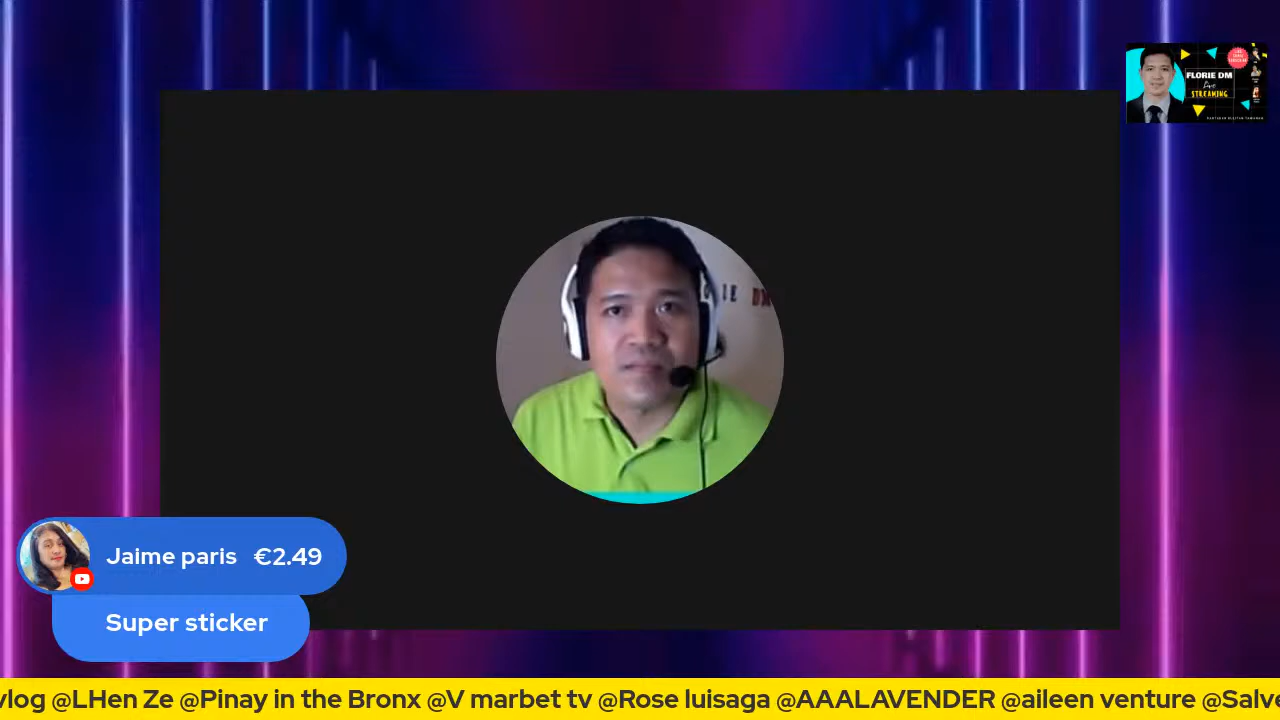 FLORIE DM
Live
STREAMING
Jaime paris €2.49
Super sticker
vlog @LHen Ze @Pinay in the Bronx @V marbet tv @Rose luisaga @AAALAVENDER @aileen venture @Salve